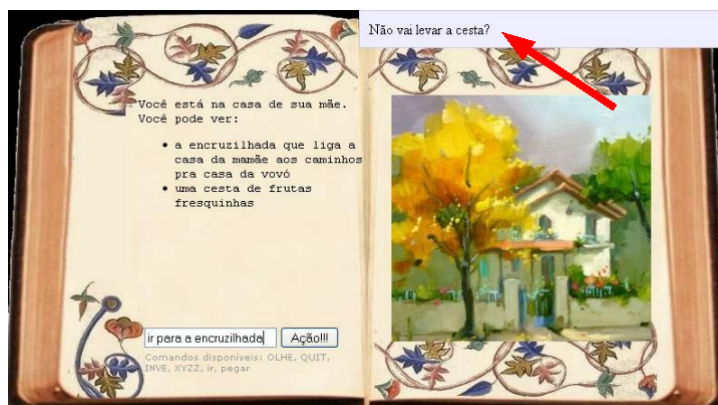 Não vai levar a cesta?
Você está na casa de sua mãe.
Você pode ver:
a encruzilhada que liga a
casa da mamãe aos caminhos
pra casa da vovó
uma cesta de frutas
fresquinhas
ir para a encruzilhada
Ação!!!
Comandos disponíveis: OLHE, QUIT,
INVE, XYZZ, ir, pegar